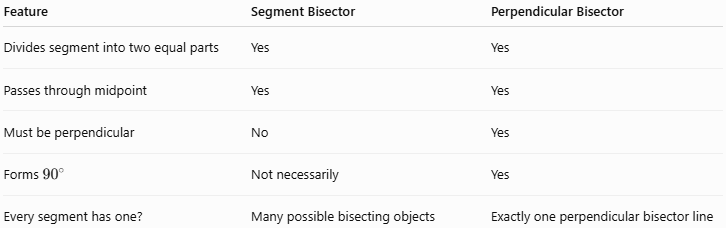 Feature Segment Bisector Perpendicular Bisector
Divides segment into two equal parts Yes Yes
Passes through midpoint Yes Yes
Must be perpendicular No Yes
Forms 90° Not necessarily Yes
Every segment has one? Many possible bisecting objects Exactly one perpendicular bisector line